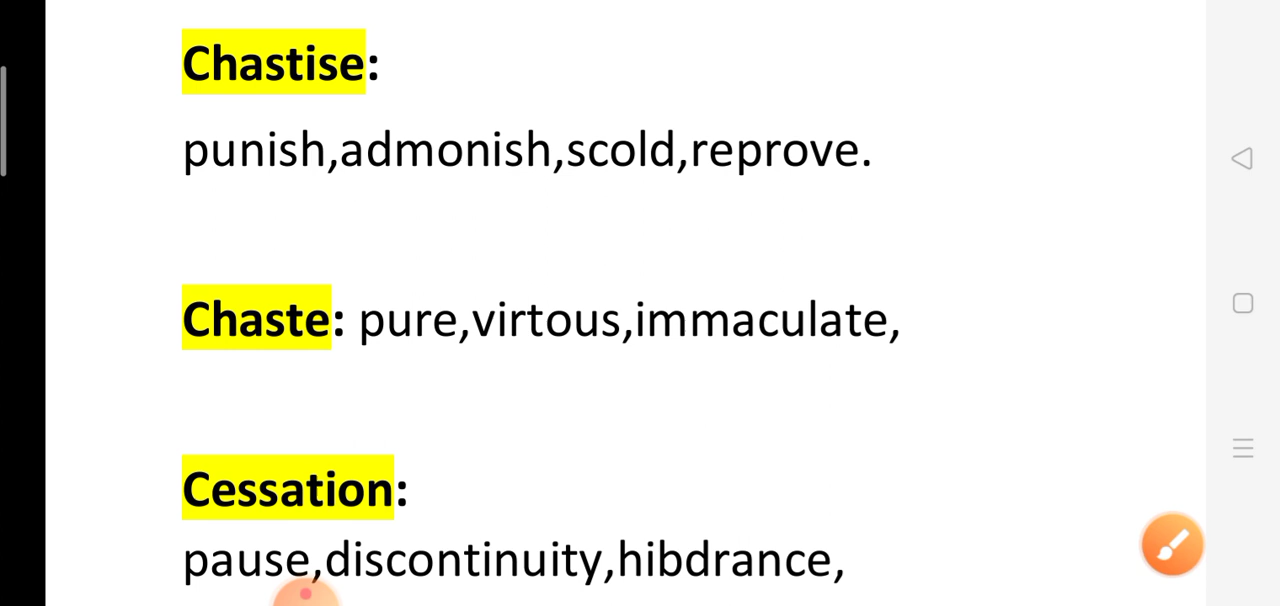 Chastise:
punish,admonish,scold,reprove.
Chaste: pure,virtous,immaculate,
Cessation:
pause,discontinuity,hibdrance,